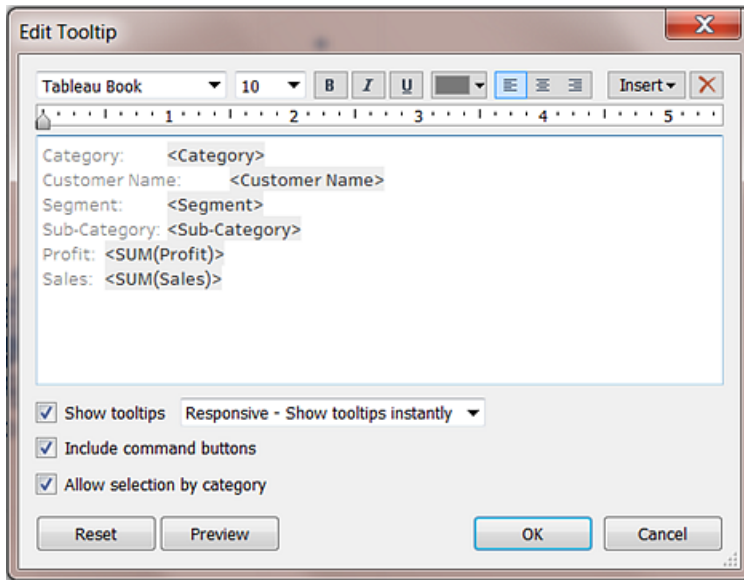 Edit Tooltip
Tableau Book 10 B I U Insert
1 2 3 4 5
Category: <Category>
Customer Name: <Customer Name>
Segment: <Segment>
Sub-Category: <Sub-Category>
Profit: <SUM(Profit)>
Sales: <SUM(Sales)>
Show tooltips Responsive - Show tooltips instantly
Include command buttons
Allow selection by category
Reset Preview OK Cancel